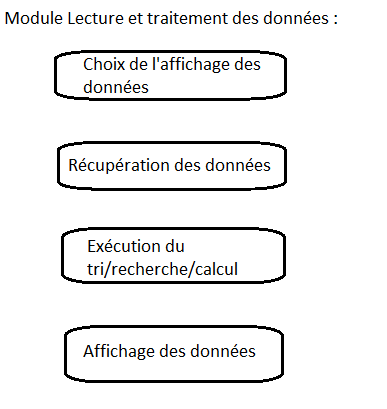 Module Lecture et traitement des données :
Choix de l'affichage des
données
Récupération des données
Exécution du
tri/recherche/calcul
Affichage des données